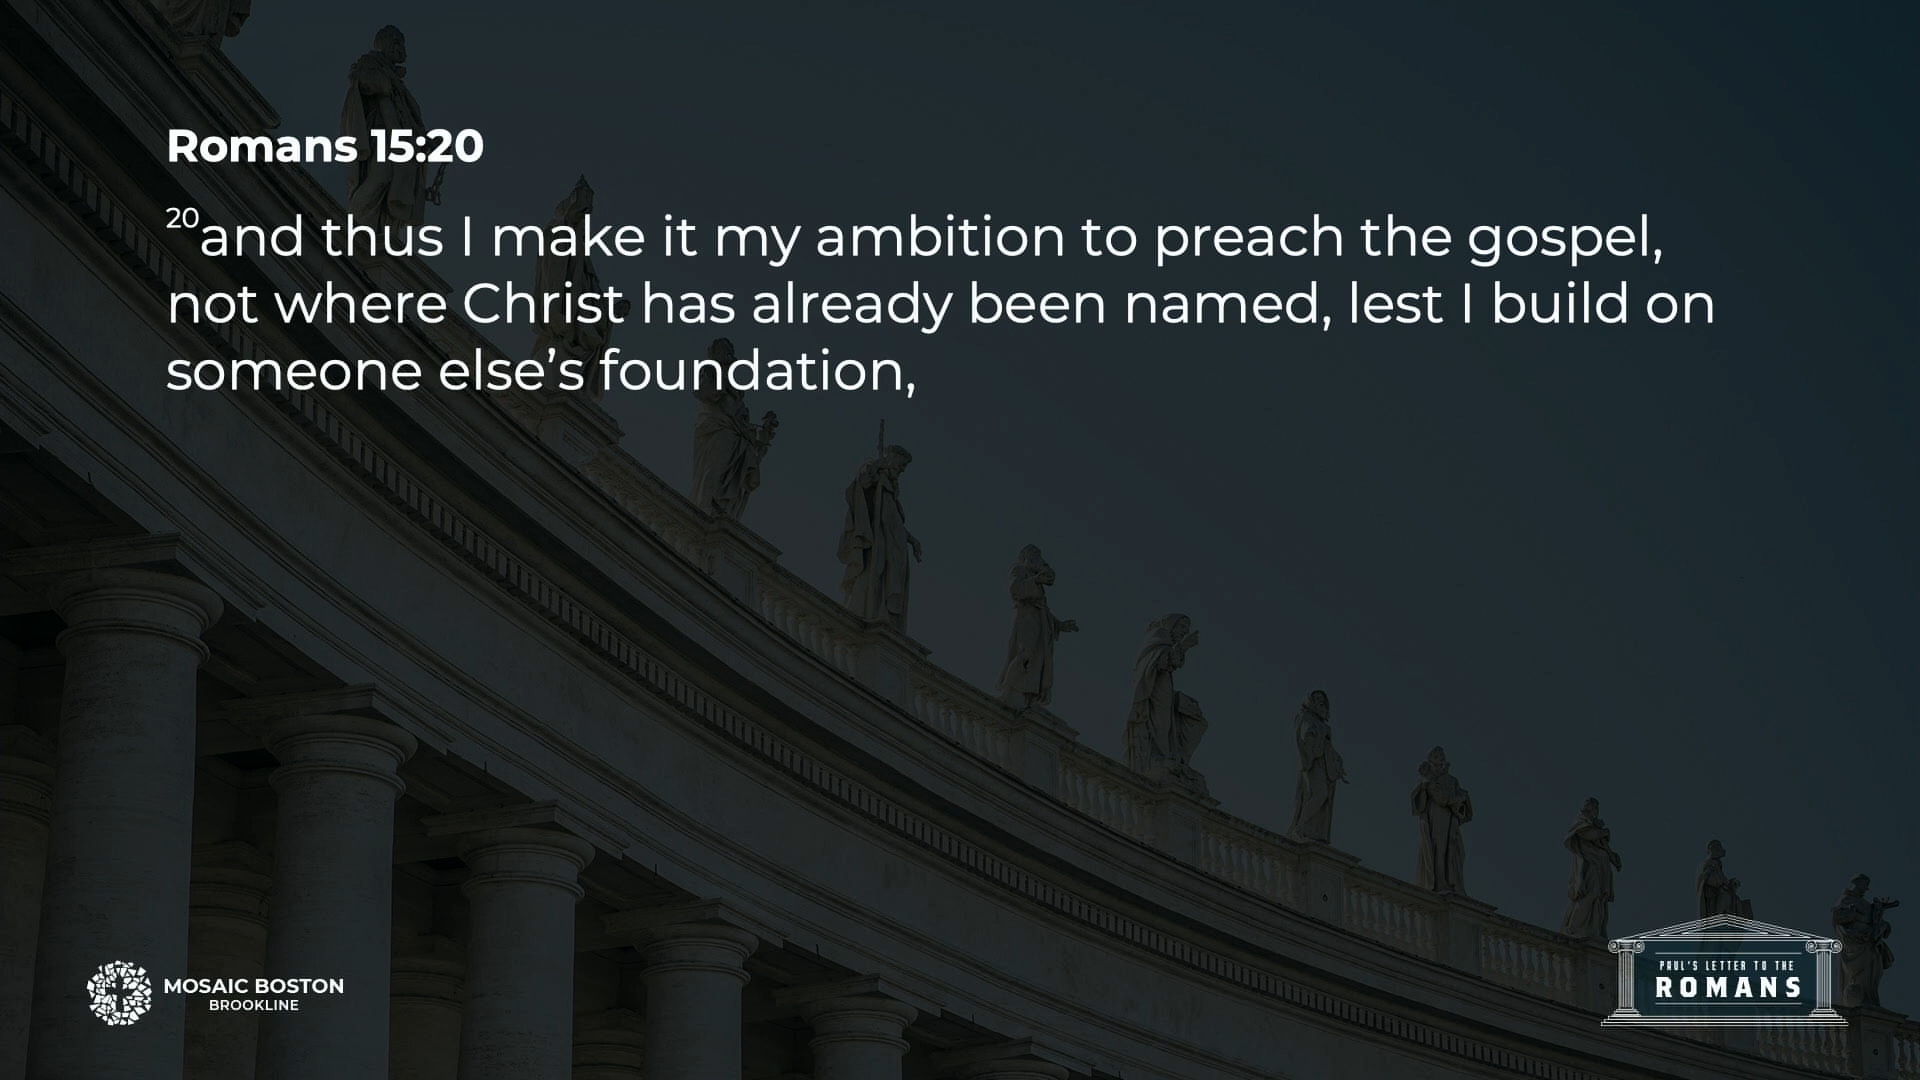 Romans 15:20
20and thus I make it my ambition to preach the gospel,
not where Christ has already been named, lest I build on
someone else’s foundation,
MOSAIC BOSTON
BROOKLINE
PAUL'S LETTER TO THE
ROMANS